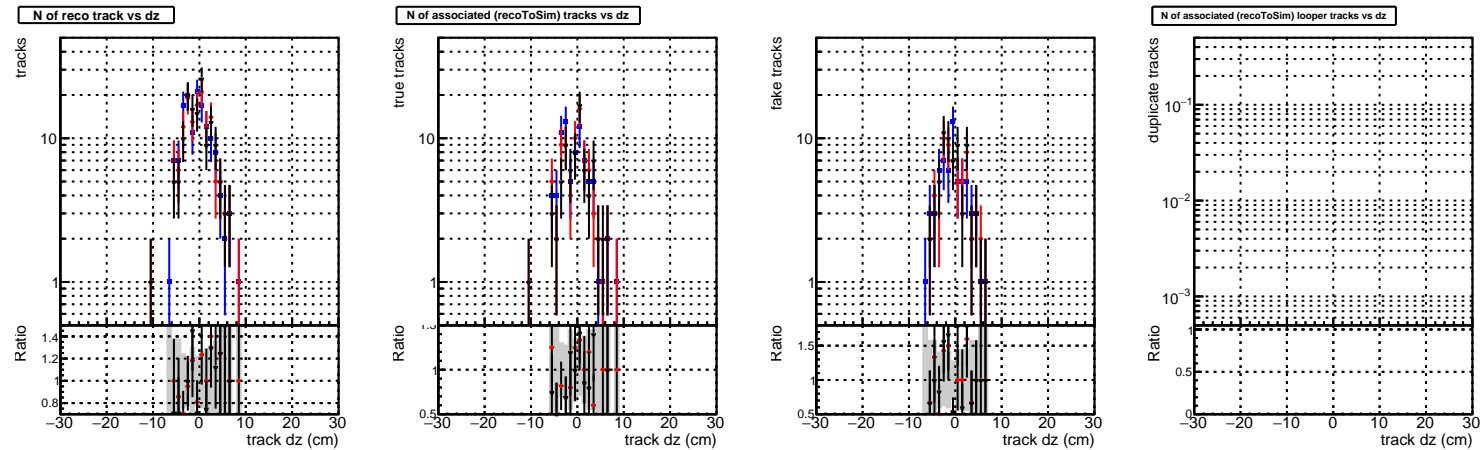 N of reco track vs dz
tracks
10
1
Ratio
1.4
1.2
1
0.8
−30 −20 −10 0 10 20 30
track dz (cm)
N of associated (recoToSim) tracks vs dz
true tracks
10
1
Ratio
1
0.5
−30 −20 −10 0 10 20 30
track dz (cm)
fake tracks
10
1
Ratio
1.5
1
0.5
−30 −20 −10 0 10 20 30
track dz (cm)
N of associated (recoToSim) looper tracks vs dz
duplicate tracks
10−1
10−2
10−3
Ratio
1
0.5
0
−30 −20 −10 0 10 20 30
track dz (cm)